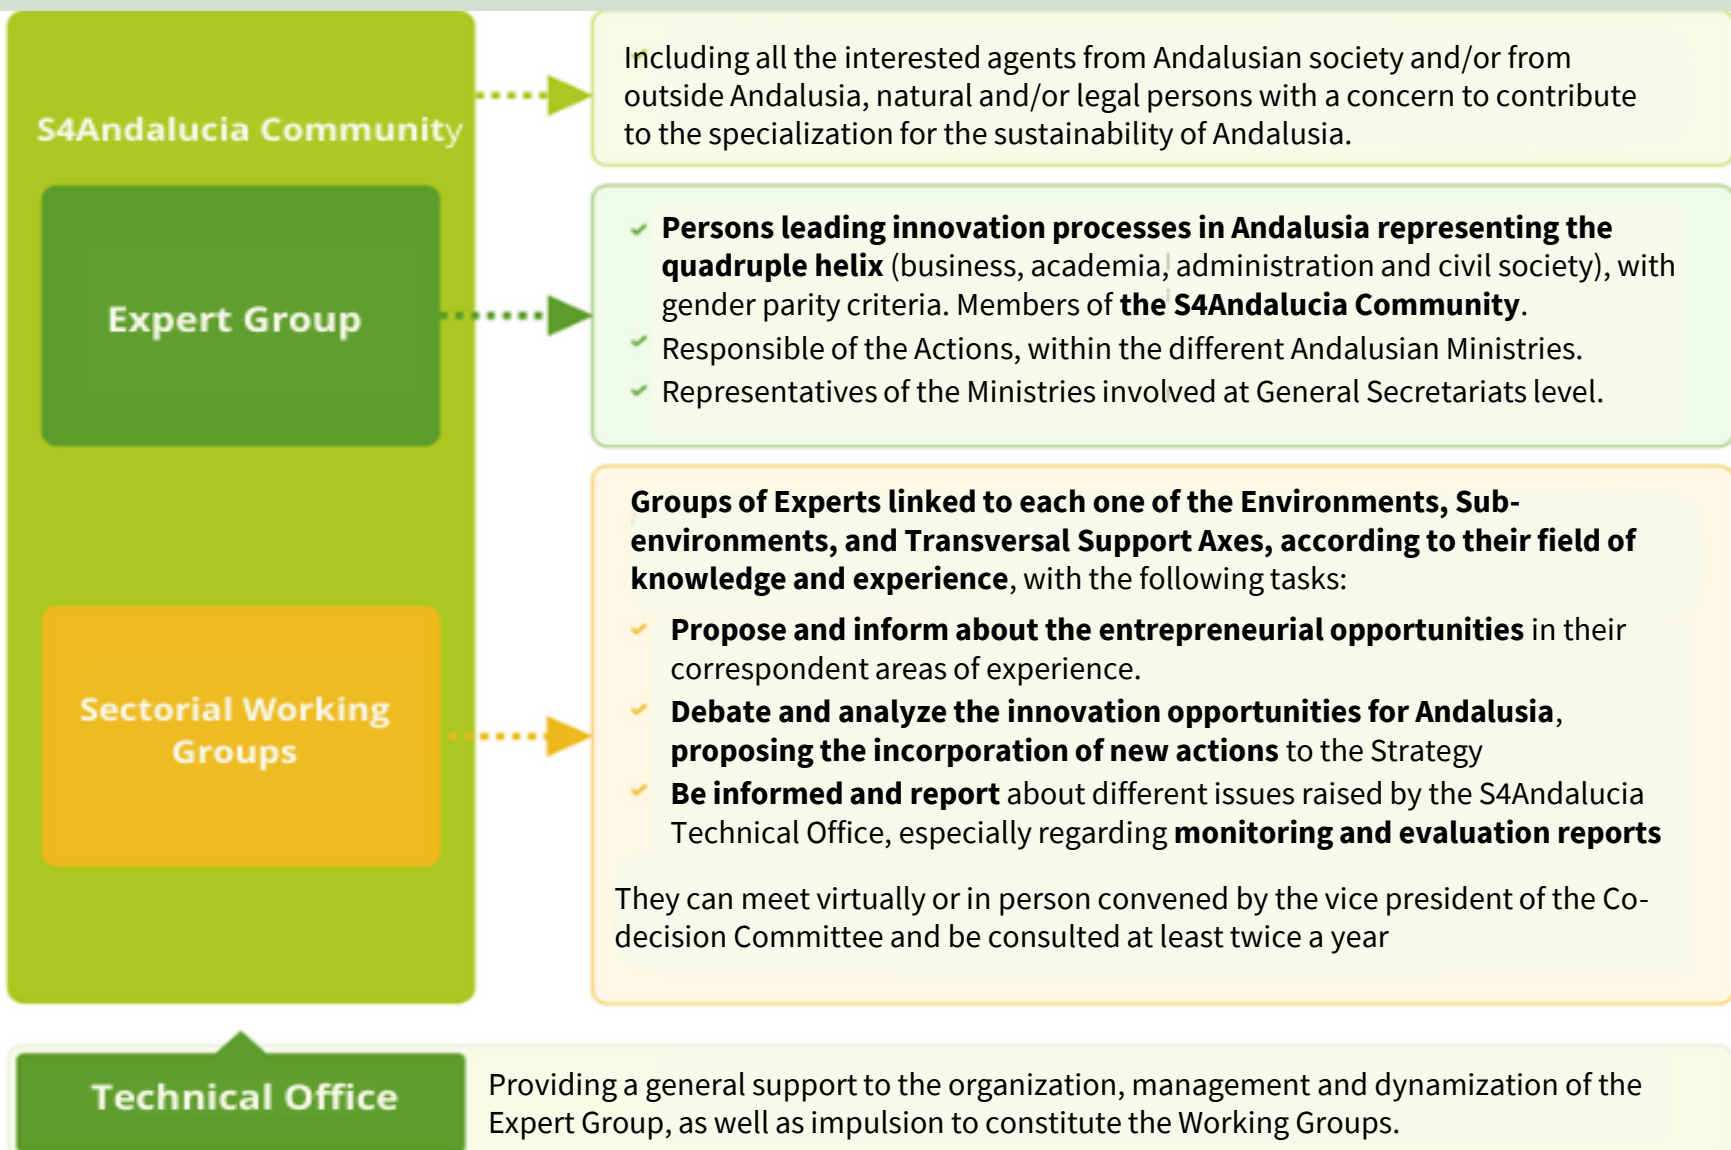 S4Andalucia Community
Including all the interested agents from Andalusian society and/or from
outside Andalusia, natural and/or legal persons with a concern to contribute
to the specialization for the sustainability of Andalusia.
Expert Group
Persons leading innovation processes in Andalusia representing the
quadruple helix (business, academia, administration and civil society), with
gender parity criteria. Members of the S4Andalucia Community.
Responsible of the Actions, within the different Andalusian Ministries.
Representatives of the Ministries involved at General Secretariats level.
Sectorial Working
Groups
Groups of Experts linked to each one of the Environments, Sub-
environments, and Transversal Support Axes, according to their field of
knowledge and experience, with the following tasks:
Propose and inform about the entrepreneurial opportunities in their
correspondent areas of experience.
Debate and analyze the innovation opportunities for Andalusia,
proposing the incorporation of new actions to the Strategy
Be informed and report about different issues raised by the S4Andalucia
Technical Office, especially regarding monitoring and evaluation reports
They can meet virtually or in person convened by the vice president of the Co-
decision Committee and be consulted at least twice a year
Technical Office
Providing a general support to the organization, management and dynamization of the
Expert Group, as well as impulsion to constitute the Working Groups.